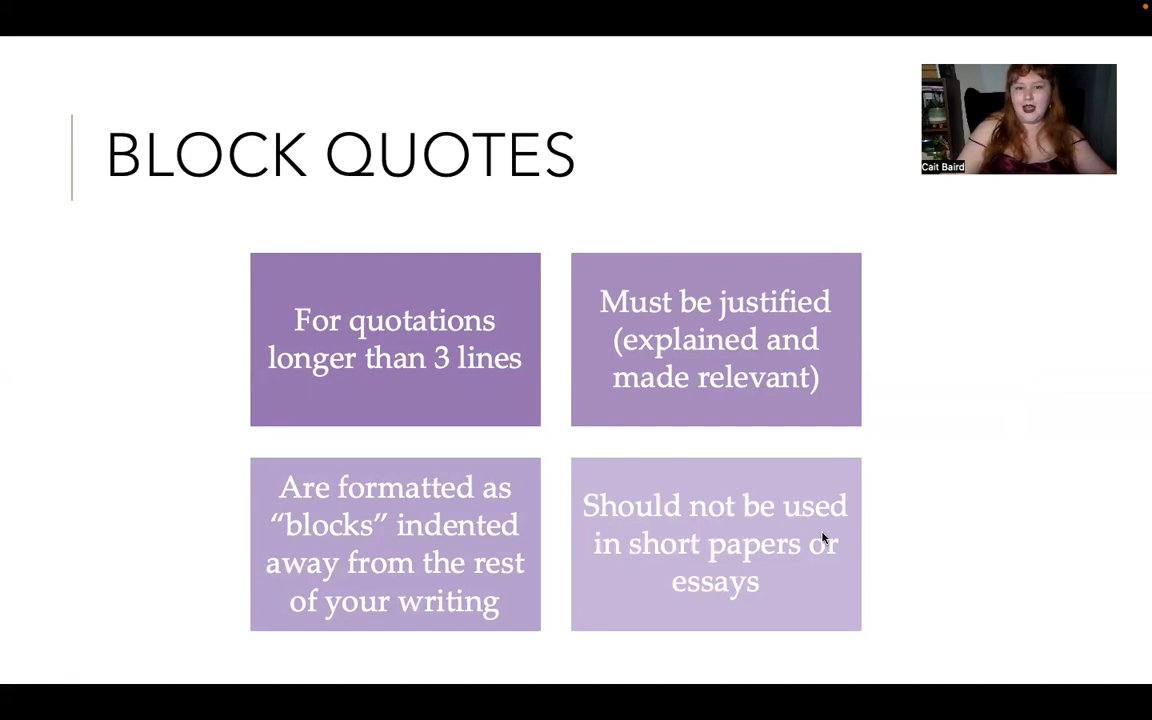 BLOCK QUOTES
Cait Baird
For quotations
longer than 3 lines
Must be justified
(explained and
made relevant)
Are formatted as
“blocks” indented
away from the rest
of your writing
Should not be used
in short papers or
essays